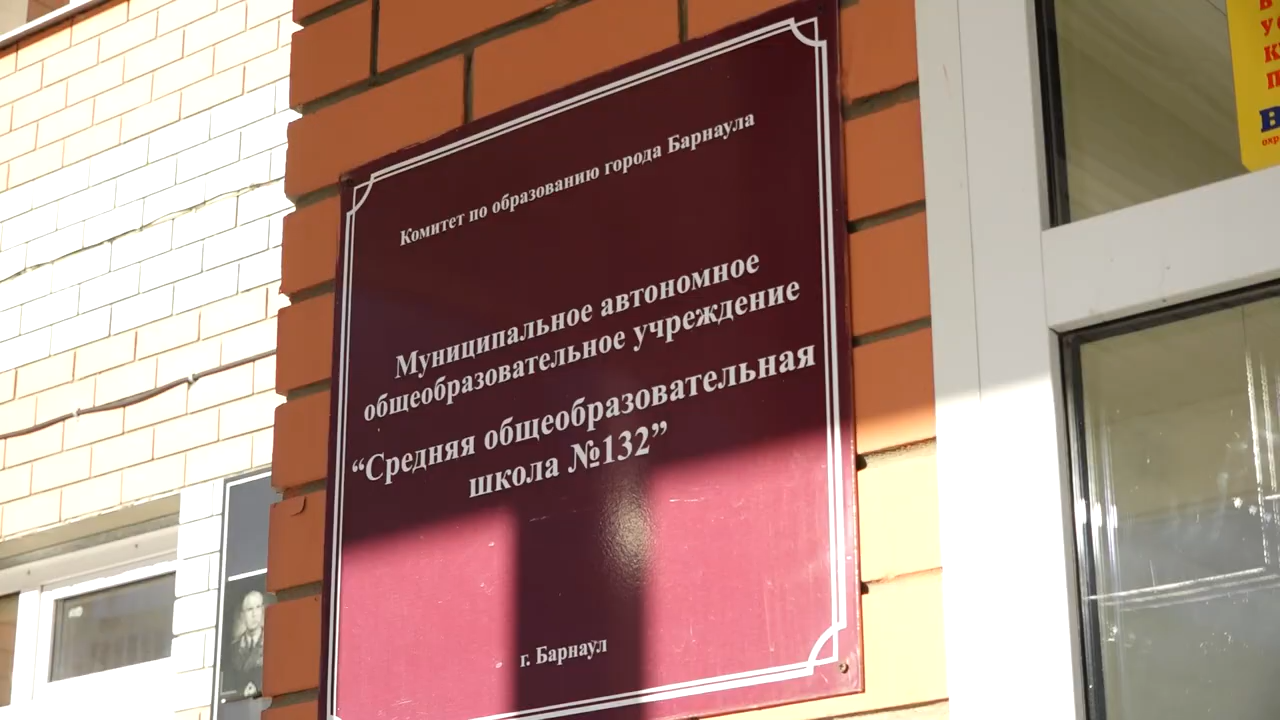 Комитет по образованию города Барнаула
Муниципальное автономное
общеобразовательное учреждение
“Средняя общеобразовательная
школа №132”
г. Барнаул